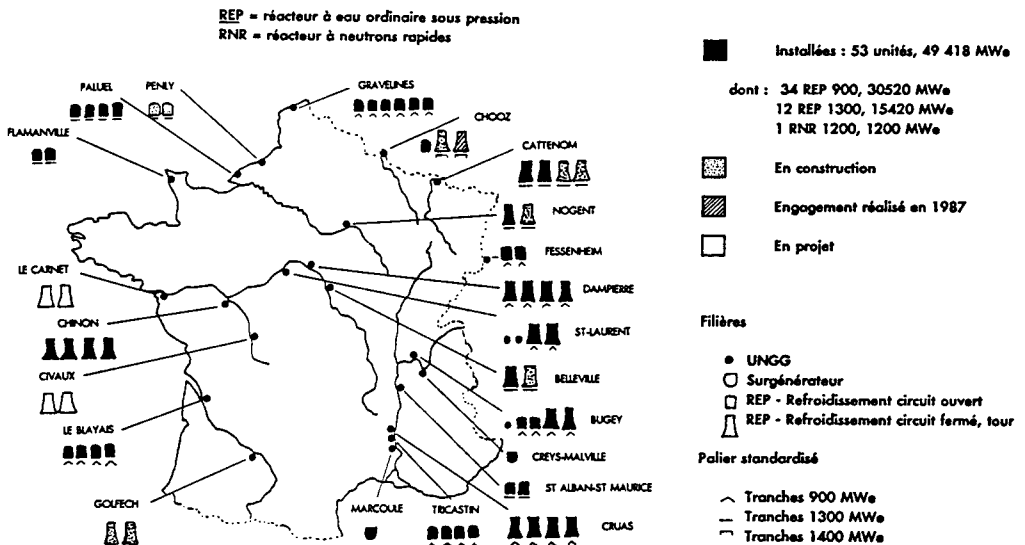 REP = réacteur à eau ordinaire sous pression
RNR = réacteur à neutrons rapides
PALUEL
PENLY
GRAVELINES
FLAMANVILLE
CHOOZ
CATTENOM
NOGENT
FESSENHEIM
LE CARNET
DAMPIERRE
CHINON
ST-LAURENT
CIVAUX
BELLEVILLE
LE BLAYAIS
BUGEY
CREYS-MALVILLE
ST ALBAN-ST MAURICE
GOLFECH
MARCOULE
TRICASTIN
CRUAS
Installées : 53 unités, 49 418 MWe
dont : 34 REP 900, 30520 MWe
12 REP 1300, 15420 MWe
1 RNR 1200, 1200 MWe
En construction
Engagement réalisé en 1987
En projet
Filières
UNGG
Surgénérateur
REP - Refroidissement circuit ouvert
REP - Refroidissement circuit fermé, tour
Palier standardisé
Tranches 900 MWe
Tranches 1300 MWe
Tranches 1400 MWe